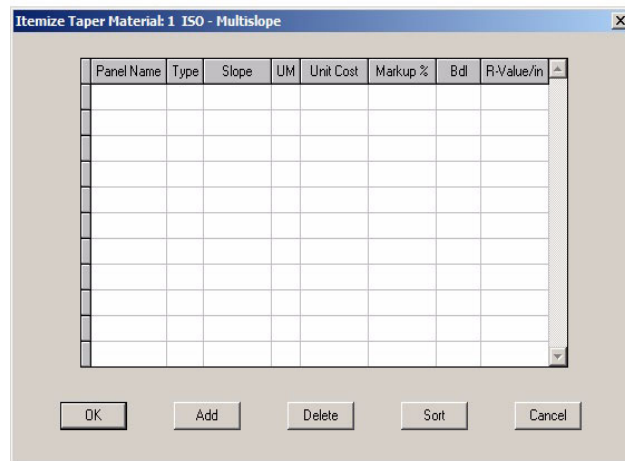 Itemize Taper Material: 1 ISO - Multislope
Panel Name Type Slope UM Unit Cost Markup % Bdl R-Value/in
OK Add Delete Sort Cancel